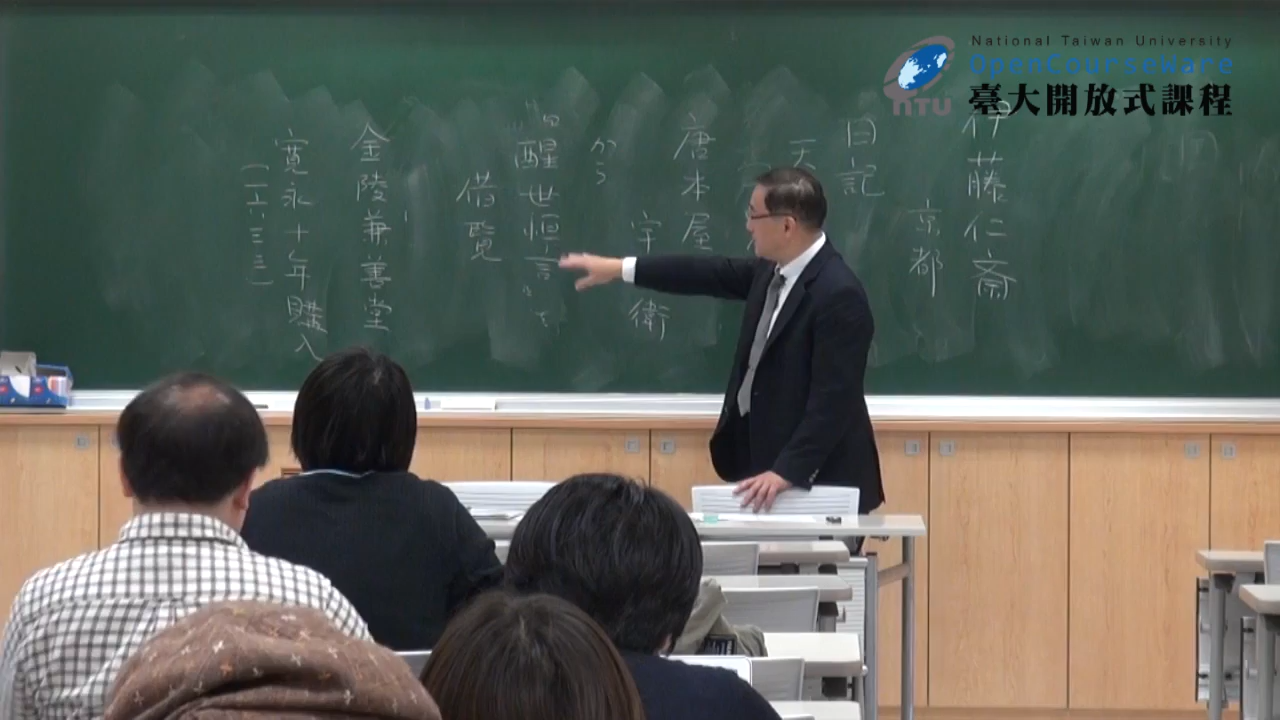 National Taiwan University
OpenCourseWare
臺大開放式課程
NTU
伊藤仁斎
京都
日記
天
唐本屋
宇 衛
から
『醒世恒言』を
借覧
金陵兼善堂
寛永十年購入
(一六三三)